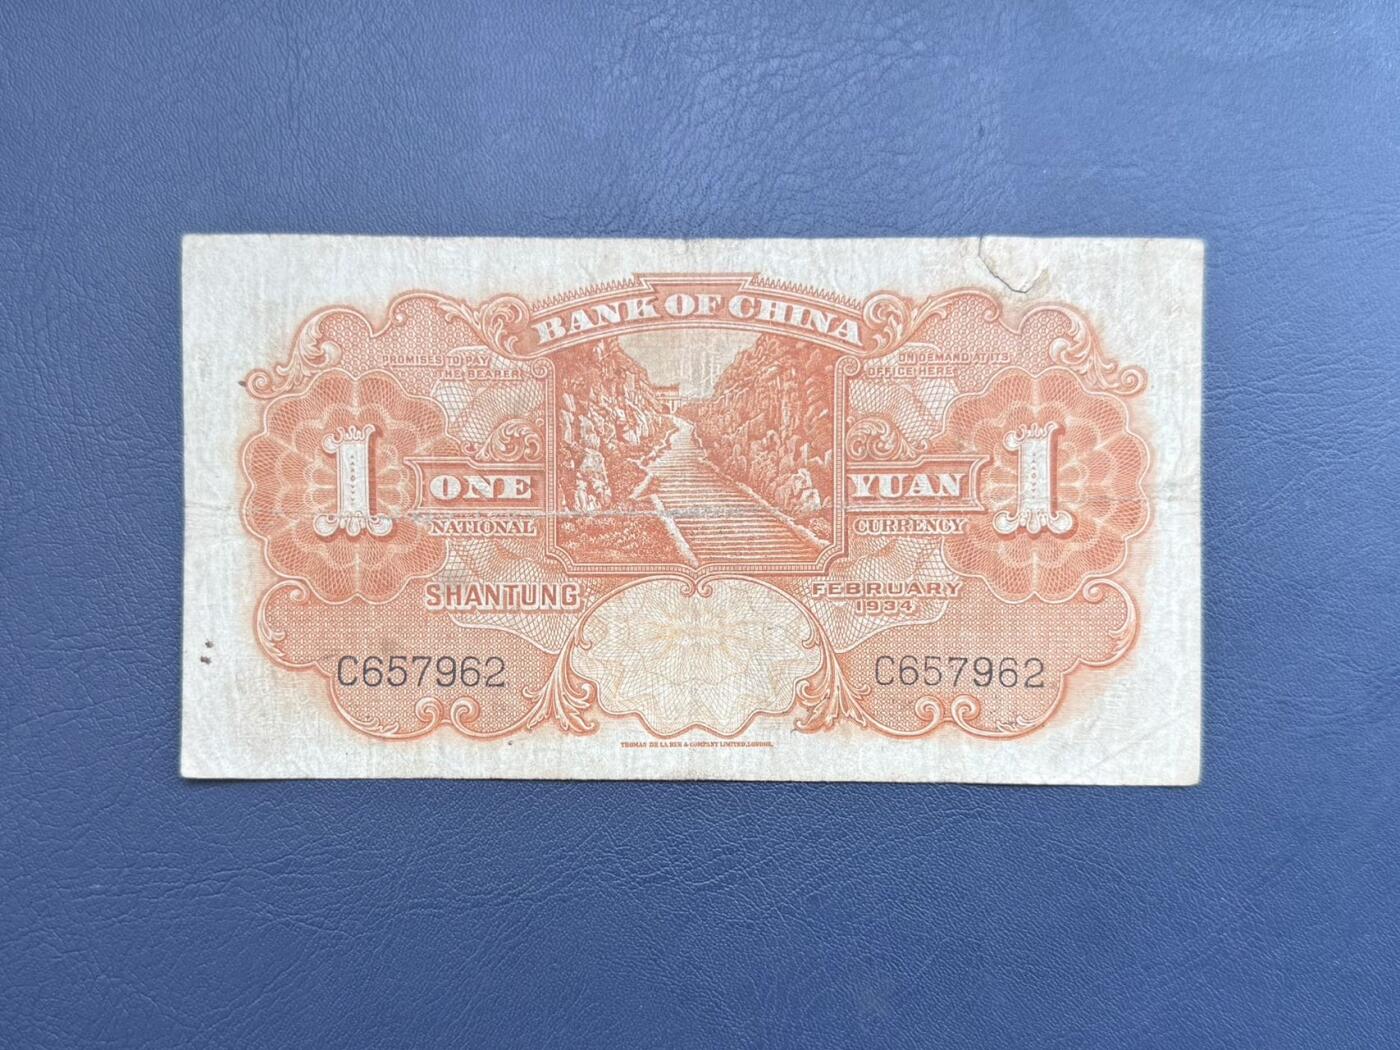 BANK OF CHINA
PROMISES TO PAY
THE BEARER
ON DEMAND AT ITS
OFFICE HERE
1 ONE YUAN 1
NATIONAL CURRENCY
SHANTUNG
FEBRUARY
1934
C657962 C657962
THOMAS DE LA RUE & COMPANY LIMITED, LONDON.